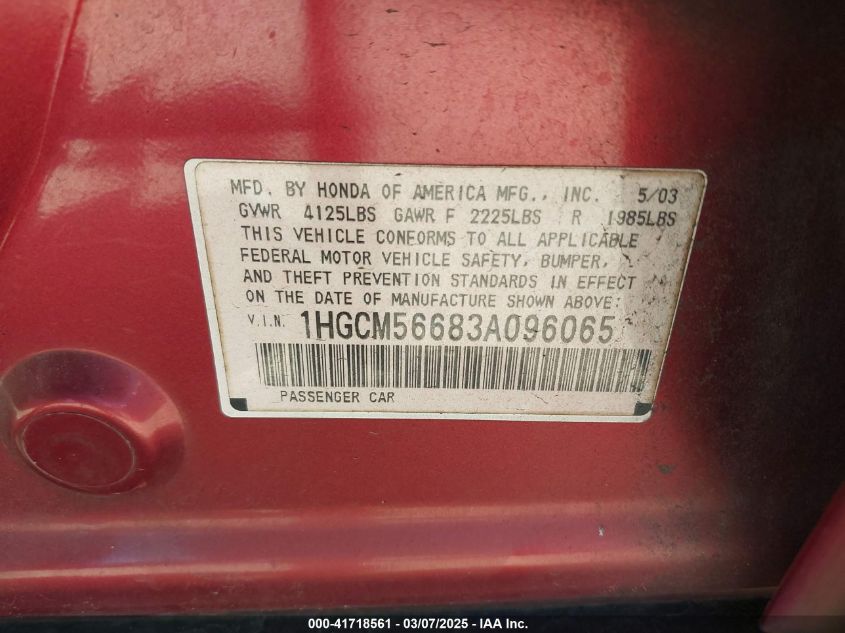 MFD. BY HONDA OF AMERICA MFG., INC. 5/03
GVWR 4125LBS GAWR F 2225LBS R 1985LBS
THIS VEHICLE CONFORMS TO ALL APPLICABLE
FEDERAL MOTOR VEHICLE SAFETY, BUMPER,
AND THEFT PREVENTION STANDARDS IN EFFECT
ON THE DATE OF MANUFACTURE SHOWN ABOVE:
V.I.N. 1HGCM56683A096065
PASSENGER CAR
000-41718561 - 03/07/2025 - IAA Inc.